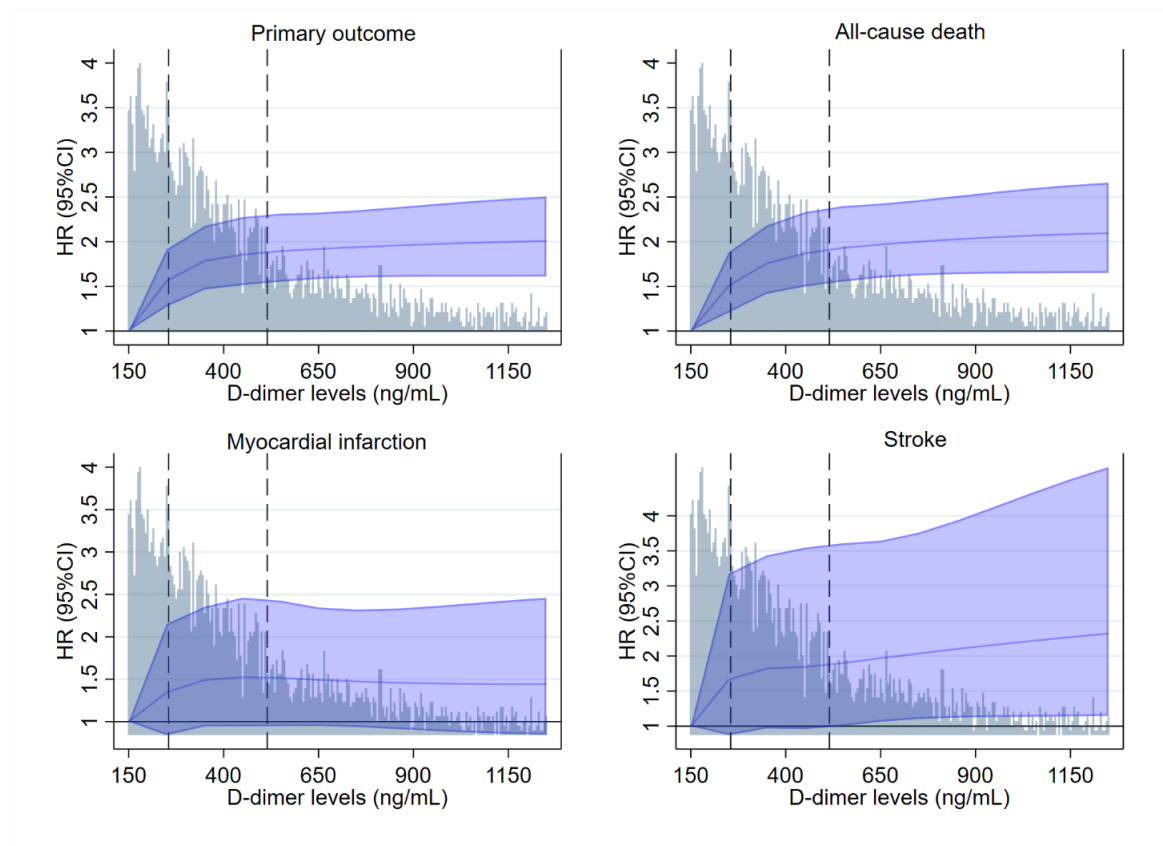 Primary outcome
HR (95%CI)
4
3.5
3
2.5
2
1.5
1
150 400 650 900 1150
D-dimer levels (ng/mL)
All-cause death
HR (95%CI)
4
3.5
3
2.5
2
1.5
1
150 400 650 900 1150
D-dimer levels (ng/mL)
Myocardial infarction
HR (95%CI)
4
3.5
3
2.5
2
1.5
1
150 400 650 900 1150
D-dimer levels (ng/mL)
Stroke
HR (95%CI)
4
3.5
3
2.5
2
1.5
1
150 400 650 900 1150
D-dimer levels (ng/mL)